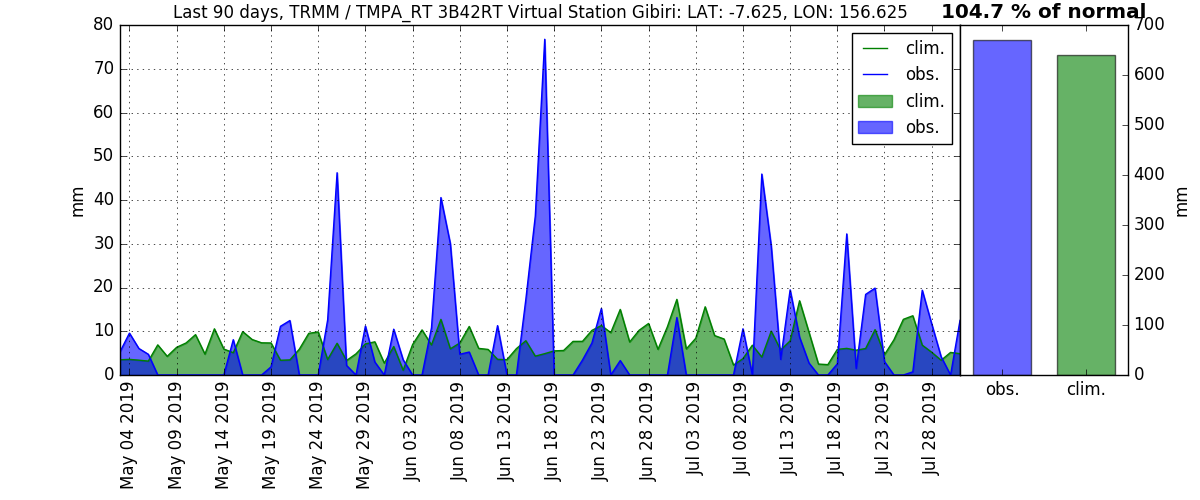 Last 90 days, TRMM / TMPA_RT 3B42RT Virtual Station Gibiri: LAT: -7.625, LON: 156.625
104.7 % of normal
80
70
60
50
40
30
20
10
0
mm
clim.
obs.
clim.
obs.
May 04 2019
May 09 2019
May 14 2019
May 19 2019
May 24 2019
May 29 2019
Jun 03 2019
Jun 08 2019
Jun 13 2019
Jun 18 2019
Jun 23 2019
Jun 28 2019
Jul 03 2019
Jul 08 2019
Jul 13 2019
Jul 18 2019
Jul 23 2019
Jul 28 2019
700
600
500
400
300
200
100
0
mm
obs.
clim.